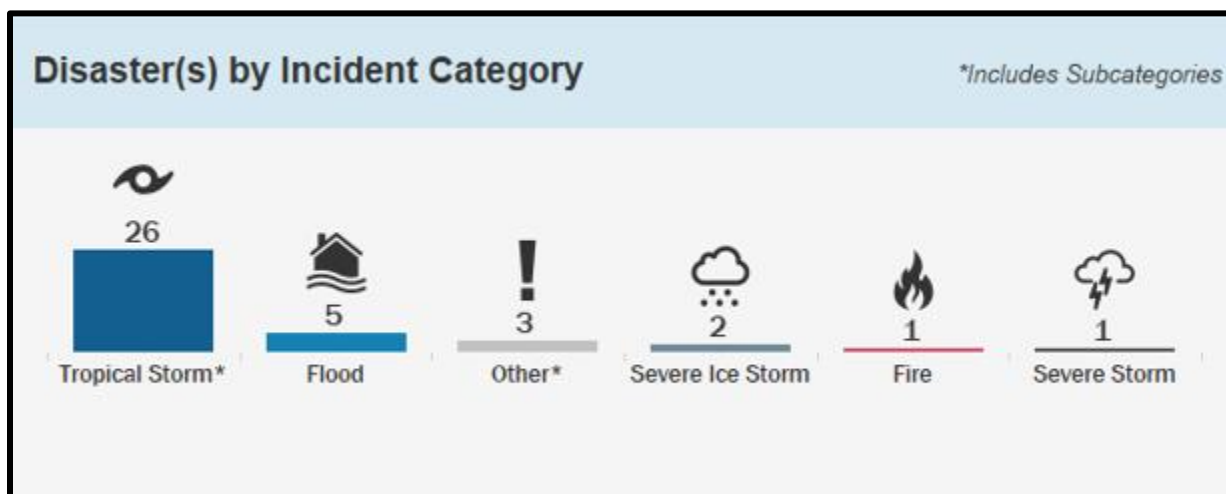 Disaster(s) by Incident Category
*Includes Subcategories
26
5
3
2
1
1
Tropical Storm*
Flood
Other*
Severe Ice Storm
Fire
Severe Storm